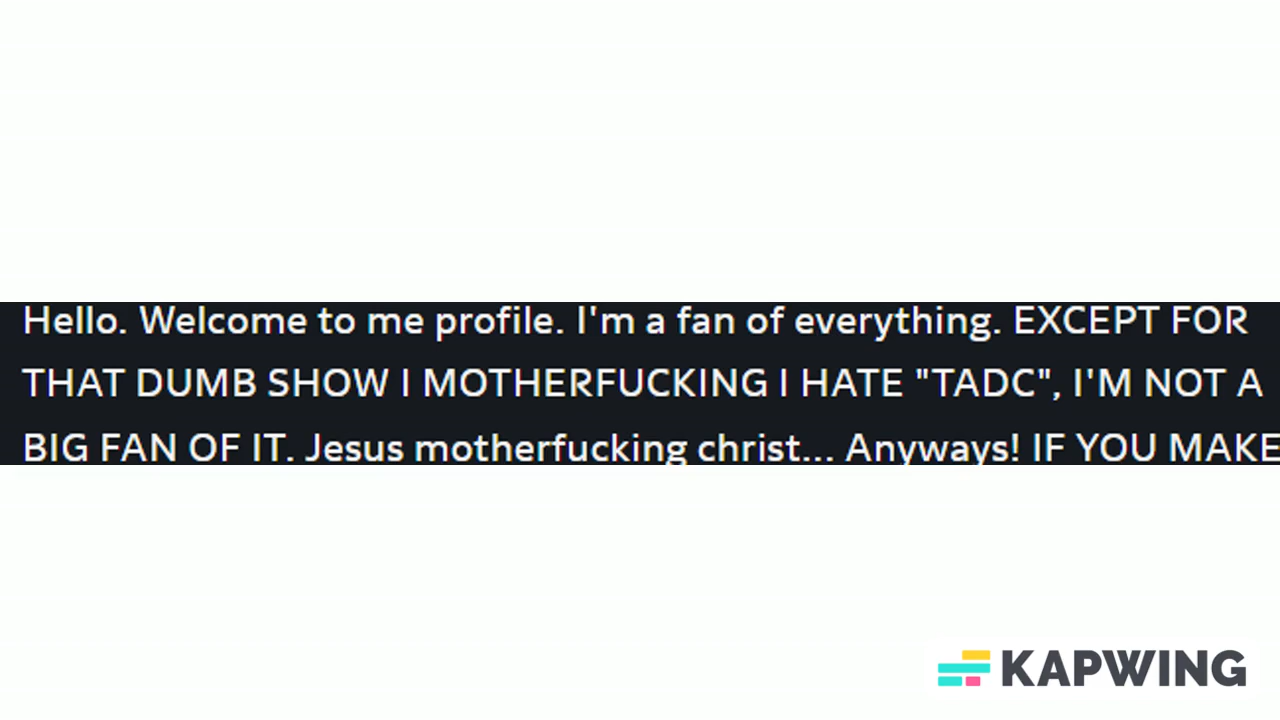 Hello. Welcome to me profile. I'm a fan of everything. EXCEPT FOR
THAT DUMB SHOW I MOTHERFUCKING I HATE "TADC", I'M NOT A
BIG FAN OF IT. Jesus motherfucking christ... Anyways! IF YOU MAKE
KAPWING